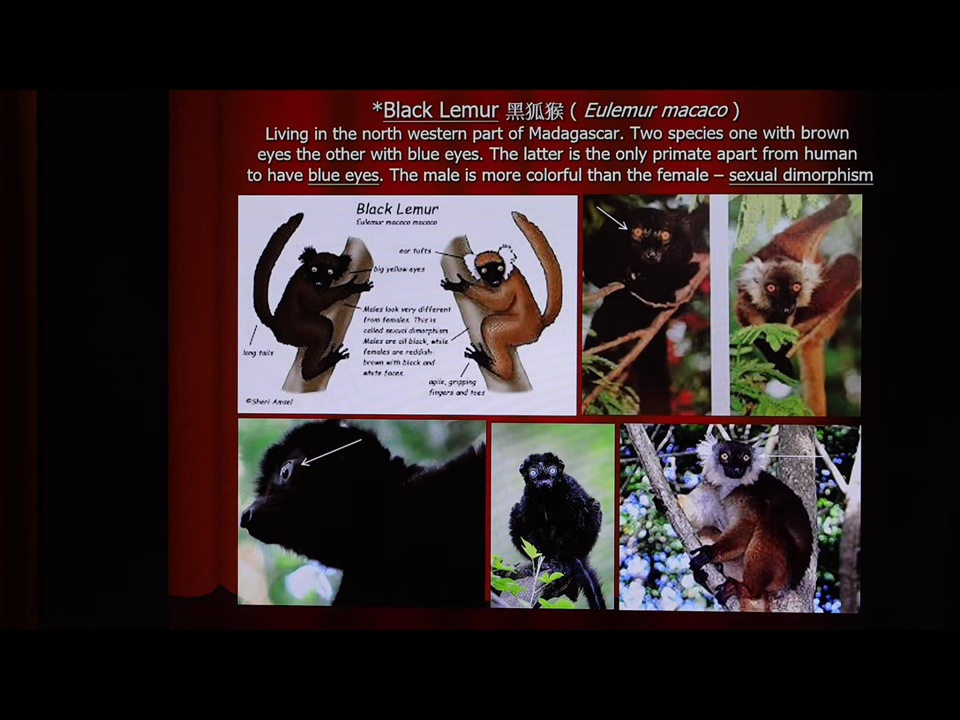 *Black Lemur 黑狐猴 ( Eulemur macaco )
Living in the north western part of Madagascar. Two species one with brown
eyes the other with blue eyes. The latter is the only primate apart from human
to have blue eyes. The male is more colorful than the female – sexual dimorphism
Black Lemur
Eulemur macaco macaco
ear tufts
big yellow eyes
Males look very different
from females. This is
called sexual dimorphism.
Males are all black, while
females are reddish-
brown with black and
white faces.
long tails
agile, gripping
fingers and toes
©Sheri Amsel